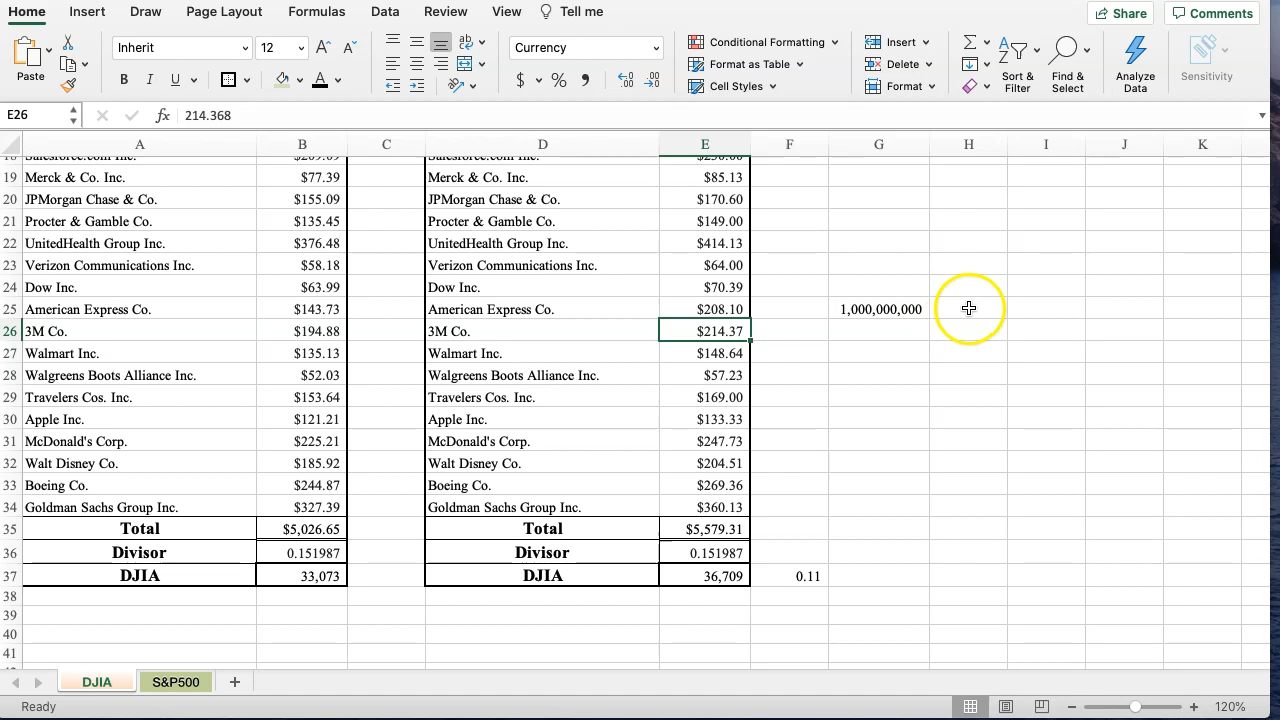 Home Insert Draw Page Layout Formulas Data Review View Tell me Share Comments
Paste Inherit 12 A A ab Currency Conditional Formatting Insert Sort & Filter Find & Select Analyze Data Sensitivity
B I U A $ % Format as Table Delete
Cell Styles Format
E26 fx 214.368
A B C D E F G H I J K
18 Salesforce.com Inc. Salesforce.com Inc.
19 Merck & Co. Inc. $77.39 Merck & Co. Inc. $85.13
20 JPMorgan Chase & Co. $155.09 JPMorgan Chase & Co. $170.60
21 Procter & Gamble Co. $135.45 Procter & Gamble Co. $149.00
22 UnitedHealth Group Inc. $376.48 UnitedHealth Group Inc. $414.13
23 Verizon Communications Inc. $58.18 Verizon Communications Inc. $64.00
24 Dow Inc. $63.99 Dow Inc. $70.39
25 American Express Co. $143.73 American Express Co. $208.10 1,000,000,000
26 3M Co. $194.88 3M Co. $214.37
27 Walmart Inc. $135.13 Walmart Inc. $148.64
28 Walgreens Boots Alliance Inc. $52.03 Walgreens Boots Alliance Inc. $57.23
29 Travelers Cos. Inc. $153.64 Travelers Cos. Inc. $169.00
30 Apple Inc. $121.21 Apple Inc. $133.33
31 McDonald's Corp. $225.21 McDonald's Corp. $247.73
32 Walt Disney Co. $185.92 Walt Disney Co. $204.51
33 Boeing Co. $244.87 Boeing Co. $269.36
34 Goldman Sachs Group Inc. $327.39 Goldman Sachs Group Inc. $360.13
35 Total $5,026.65 Total $5,579.31
36 Divisor 0.151987 Divisor 0.151987
37 DJIA 33,073 DJIA 36,709 0.11
38
39
40
41
DJIA S&P500 +
Ready 120%